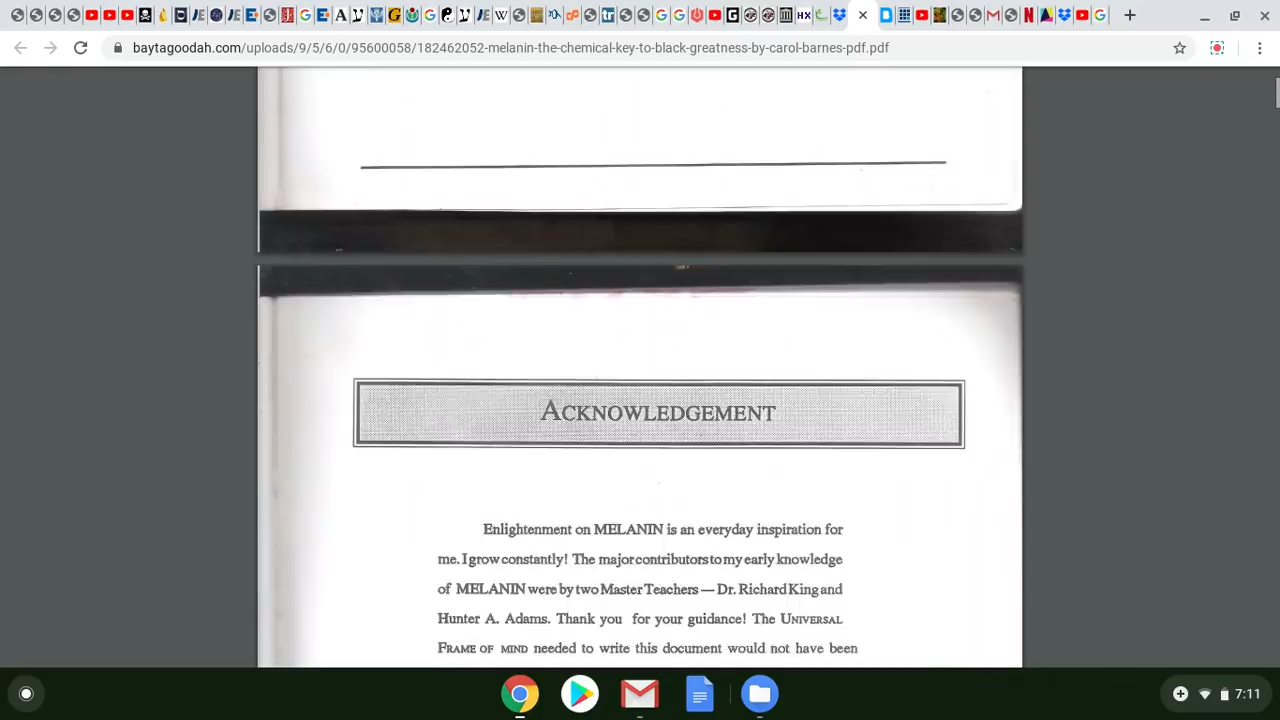 baytagoodah.com/uploads/9/5/6/0/95600058/182462052-melanin-the-chemical-key-to-black-greatness-by-carol-barnes-pdf.pdf
ACKNOWLEDGEMENT
Enlightenment on MELANIN is an everyday inspiration for
me. I grow constantly! The major contributors to my early knowledge
of MELANIN were by two Master Teachers — Dr. Richard King and
Hunter A. Adams. Thank you for your guidance! The UNIVERSAL
FRAME OF MIND needed to write this document would not have been
7:11